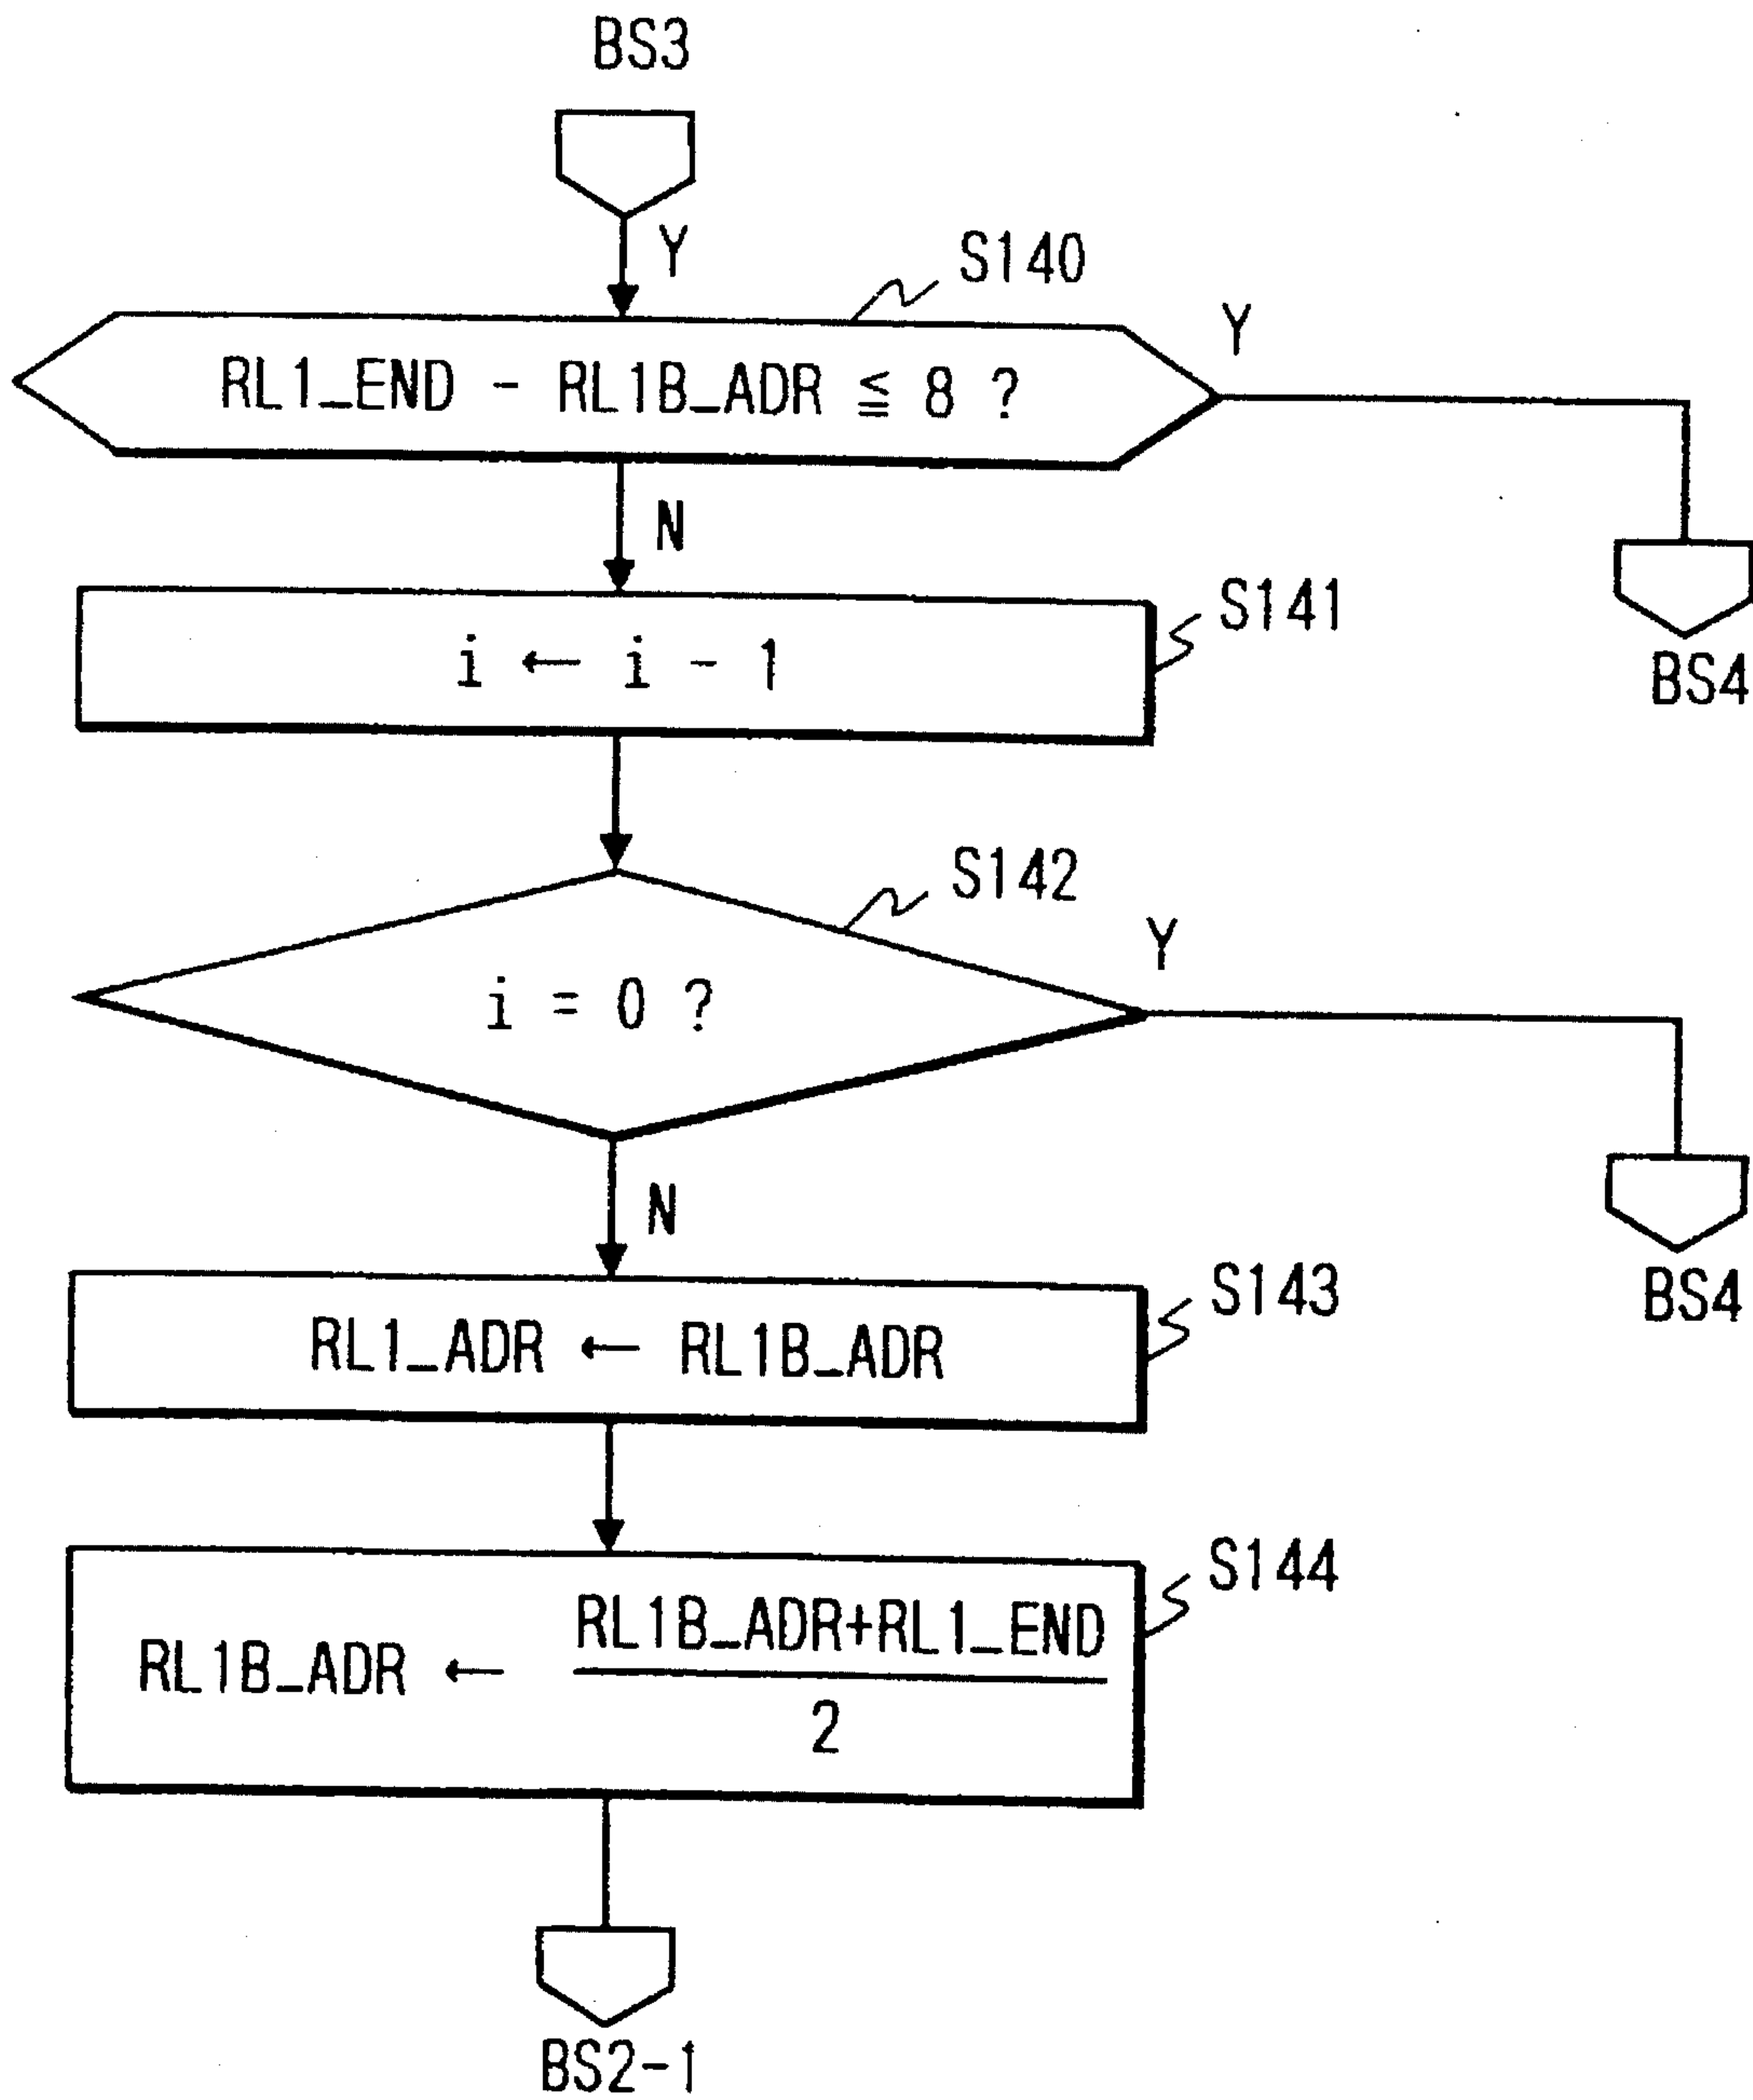 BS3
Y
S140
RL1_END - RL1B_ADR ≦ 8 ?
Y
N
BS4
S141
i ← i - 1
S142
i = 0 ?
Y
N
BS4
S143
RL1_ADR ← RL1B_ADR
S144
RL1B_ADR ← RL1B_ADR+RL1_END
2
BS2-1